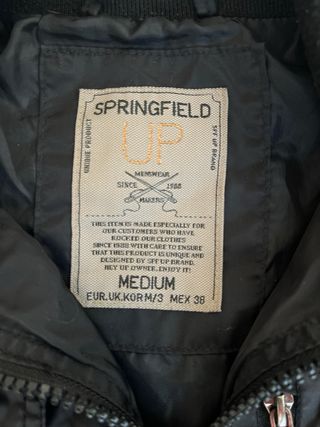 SPRINGFIELD
UP
UNIQUE PRODUCT
SFF UP BRAND
MENSWEAR
SINCE 1988
MAKERS
THIS ITEM IS MADE ESPECIALLY FOR
OUR CUSTOMERS WHO HAVE
ROCKED OUR CLOTHES
SINCE 1988 WITH CARE TO ENSURE
THAT THIS PRODUCT IS UNIQUE AND
DESIGNED BY SFF UP BRAND.
HEY UP OWNER, ENJOY IT!
MEDIUM
EUR.UK.KOR M/3 MEX 38